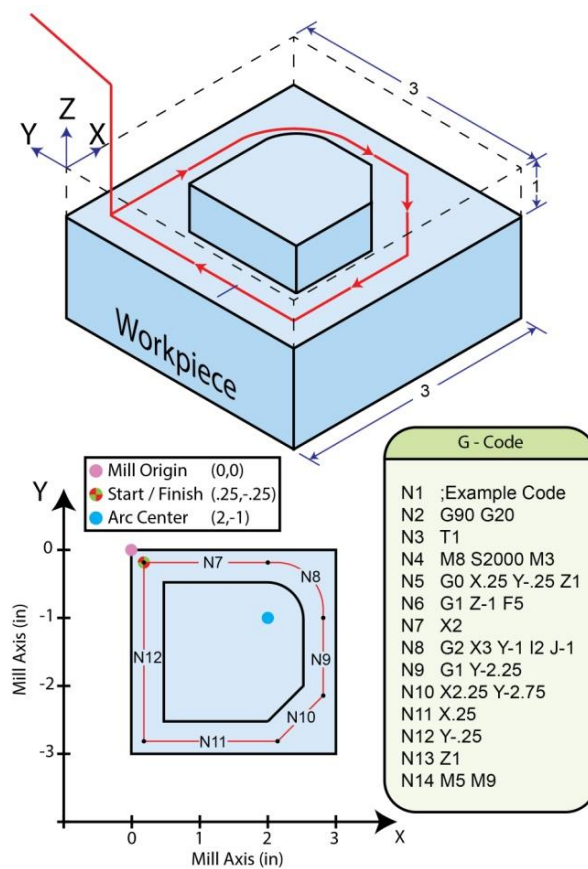 3
Z
Y
X
1
Workpiece
3
Mill Origin (0,0)
Start / Finish (.25,-.25)
Arc Center (2,-1)
G - Code
N1 ;Example Code
N2 G90 G20
N3 T1
N4 M8 S2000 M3
N5 G0 X.25 Y-.25 Z1
N6 G1 Z-1 F5
N7 X2
N8 G2 X3 Y-1 I2 J-1
N9 G1 Y-2.25
N10 X2.25 Y-2.75
N11 X.25
N12 Y-.25
N13 Z1
N14 M5 M9
Y
Mill Axis (in)
0
-1
-2
-3
N7
N8
N9
N12
N10
N11
0
1
2
3
X
Mill Axis (in)